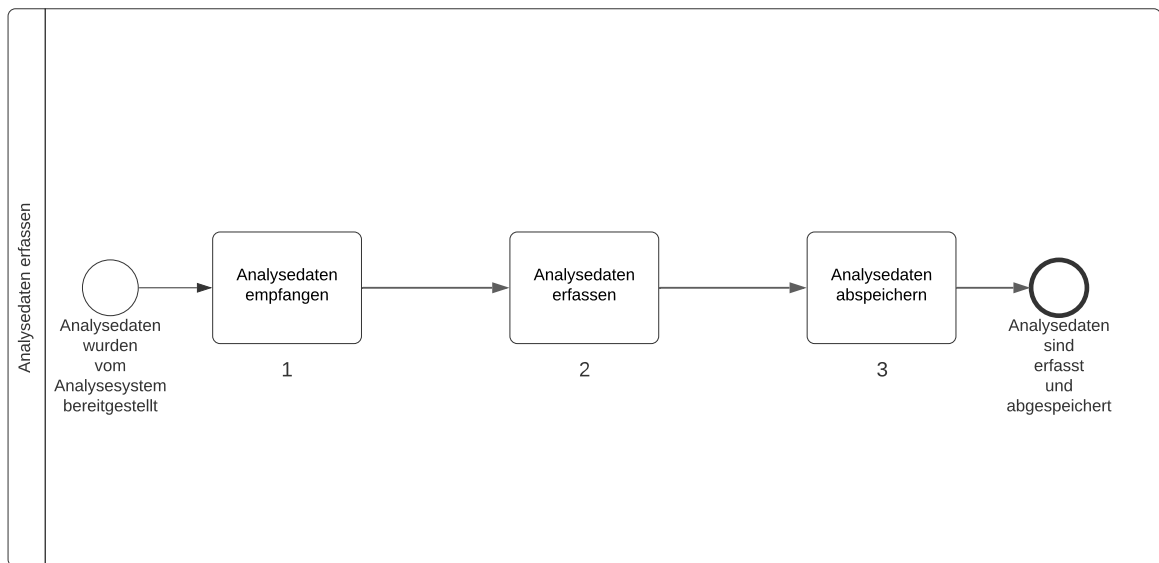 Analysedaten erfassen
Analysedaten
wurden
vom
Analysesystem
bereitgestellt
Analysedaten
empfangen
1
Analysedaten
erfassen
2
Analysedaten
abspeichern
3
Analysedaten
sind
erfasst
und
abgespeichert